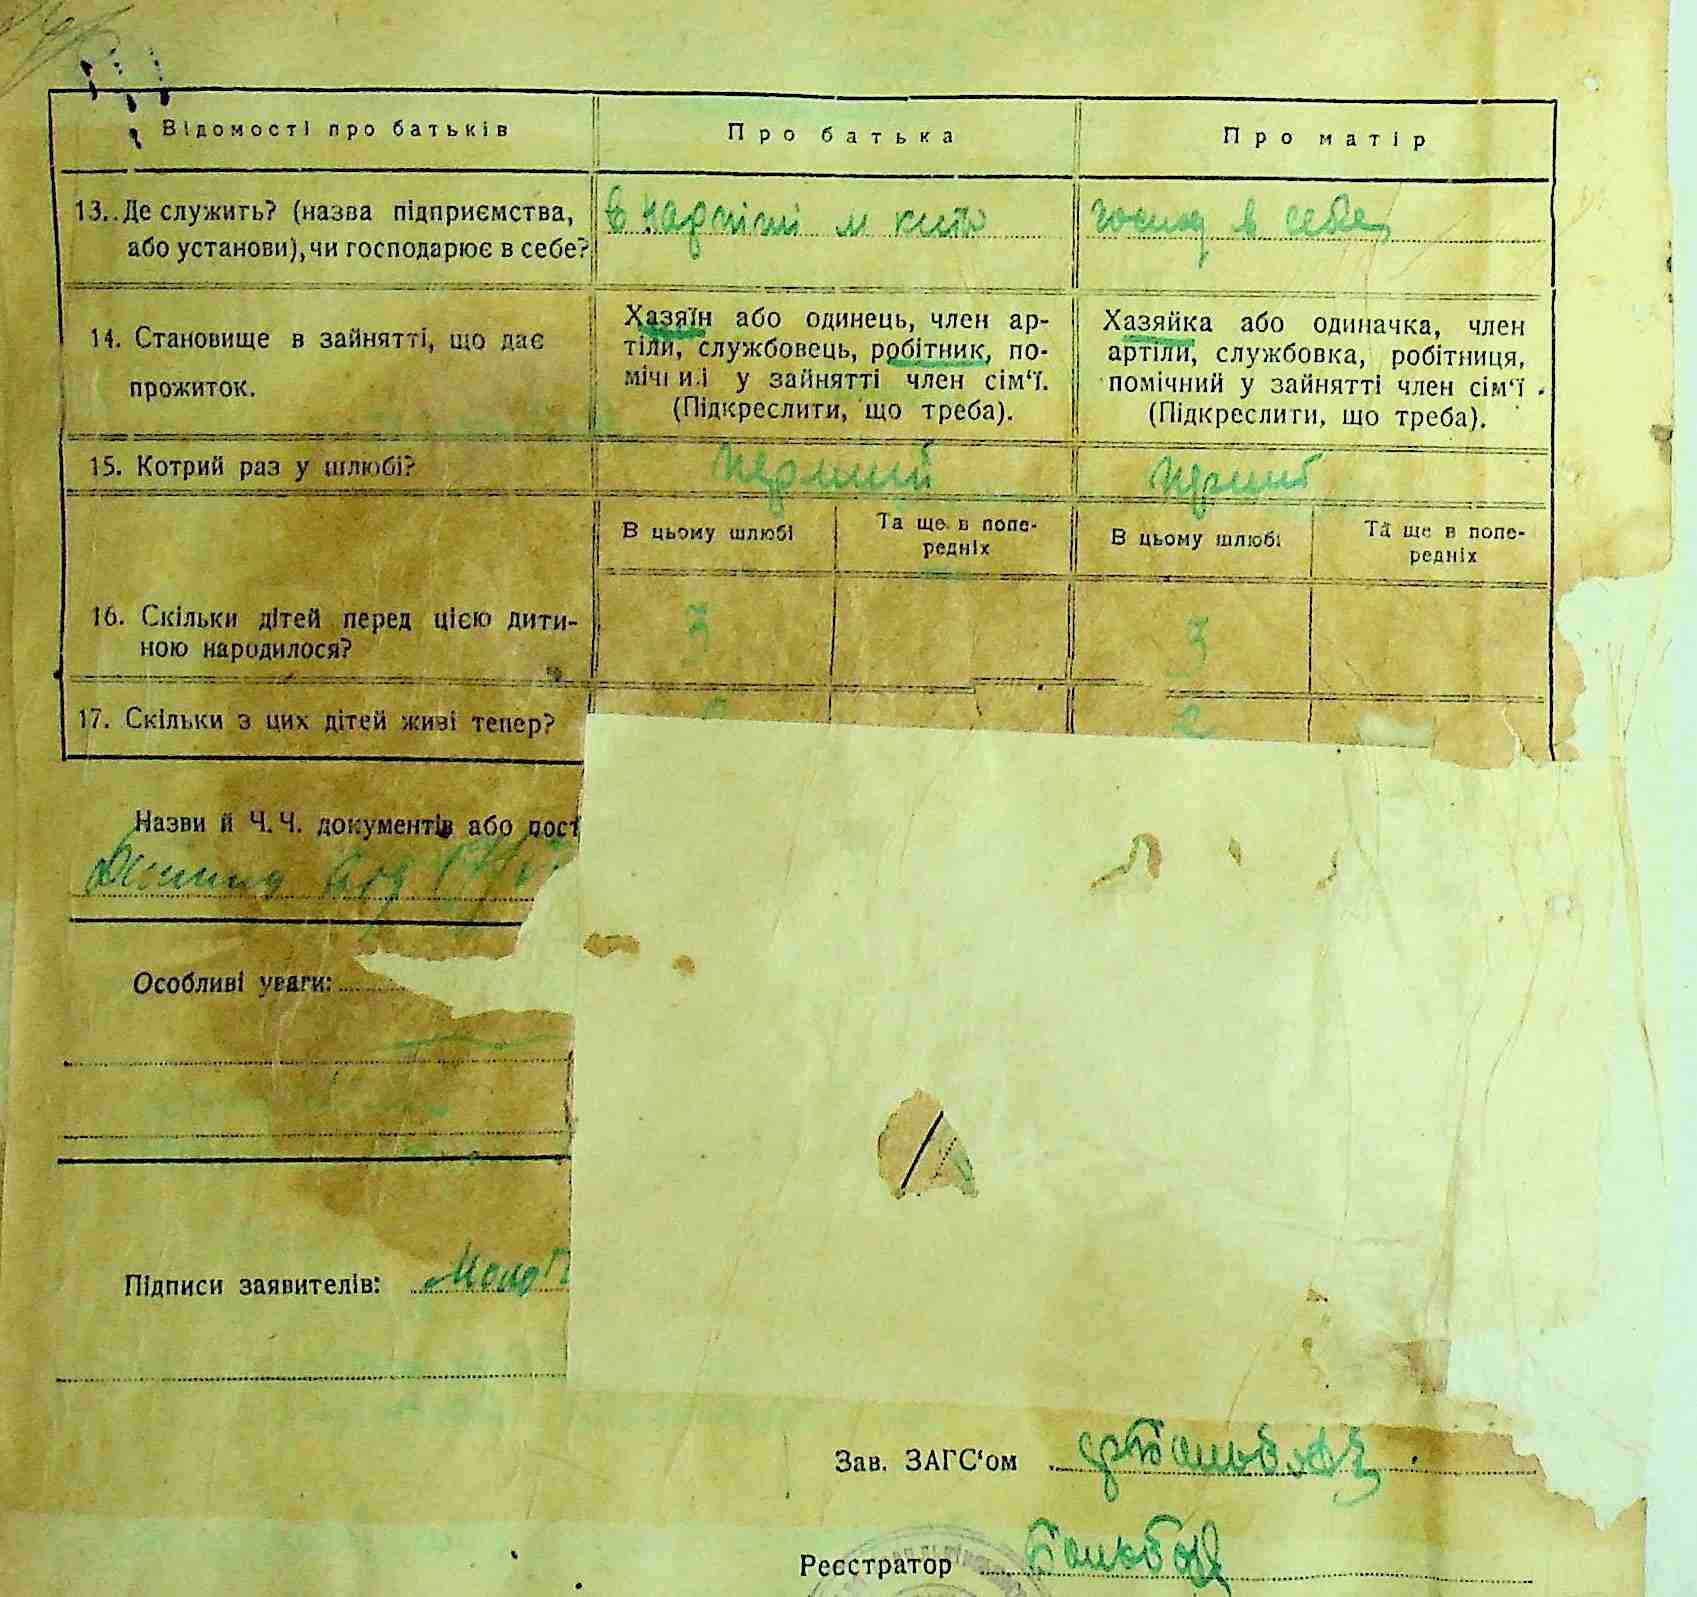 Відомості про батьків
Про батька
Про матір
13. Де служить? (назва підприємства,
або установи), чи господарює в себе?
в
м
в себе
14. Становище в зайнятті, що дає
прожиток.
Хазяїн або одинець, член ар-
тіли, службовець, робітник, по-
мічний у зайнятті член сім‘ї.
(Підкреслити, що треба).
Хазяйка або одиначка, член
артіли, службовка, робітниця,
помічний у зайнятті член сім‘ї.
(Підкреслити, що треба).
15. Котрий раз у шлюбі?
перший
перший
В цьому шлюбі
Та ще в попе-
редніх
В цьому шлюбі
Та ще в попе-
редніх
16. Скільки дітей перед цією дити-
ною народилося?
3
3
17. Скільки з цих дітей живі тепер?
Назви й Ч. Ч. документів або пост
Особливі уваги:
Підписи заявителів:
Зав. ЗАГС‘ом
Реєстратор